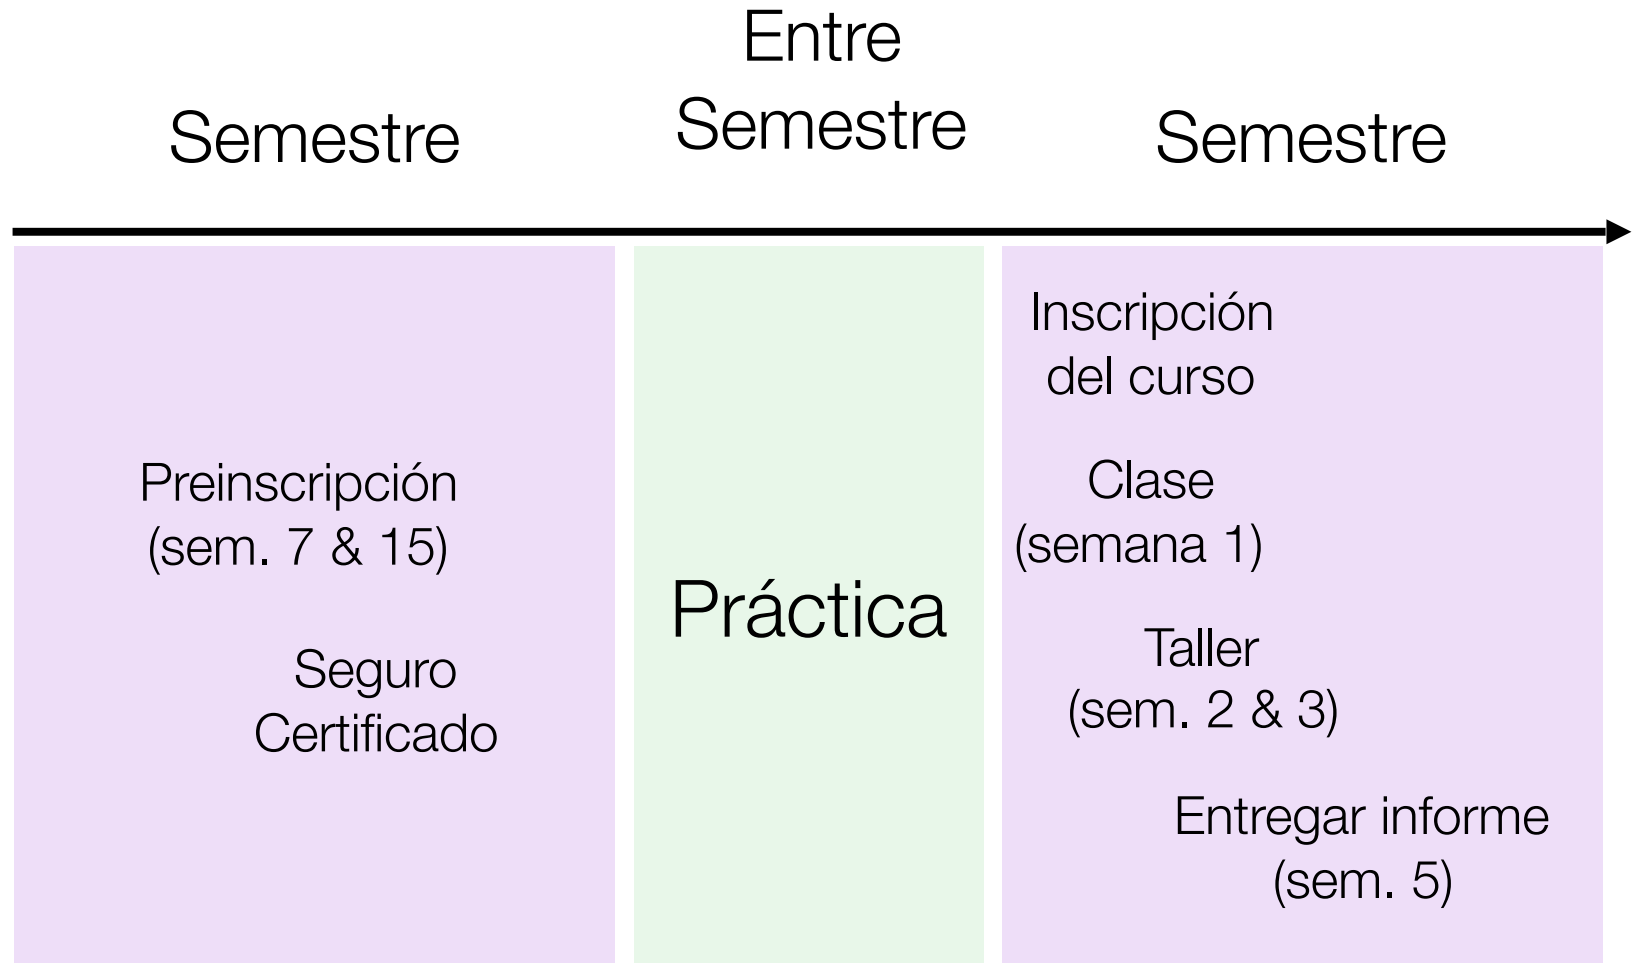 Semestre
Entre
Semestre
Semestre
Preinscripción
(sem. 7 & 15)
Seguro
Certificado
Práctica
Inscripción
del curso
Clase
(semana 1)
Taller
(sem. 2 & 3)
Entregar informe
(sem. 5)